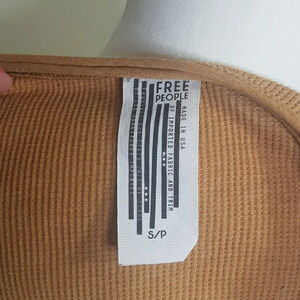 FREE
PEOPLE
MADE IN USA
OF IMPORTED FABRIC AND TRIM
S/P